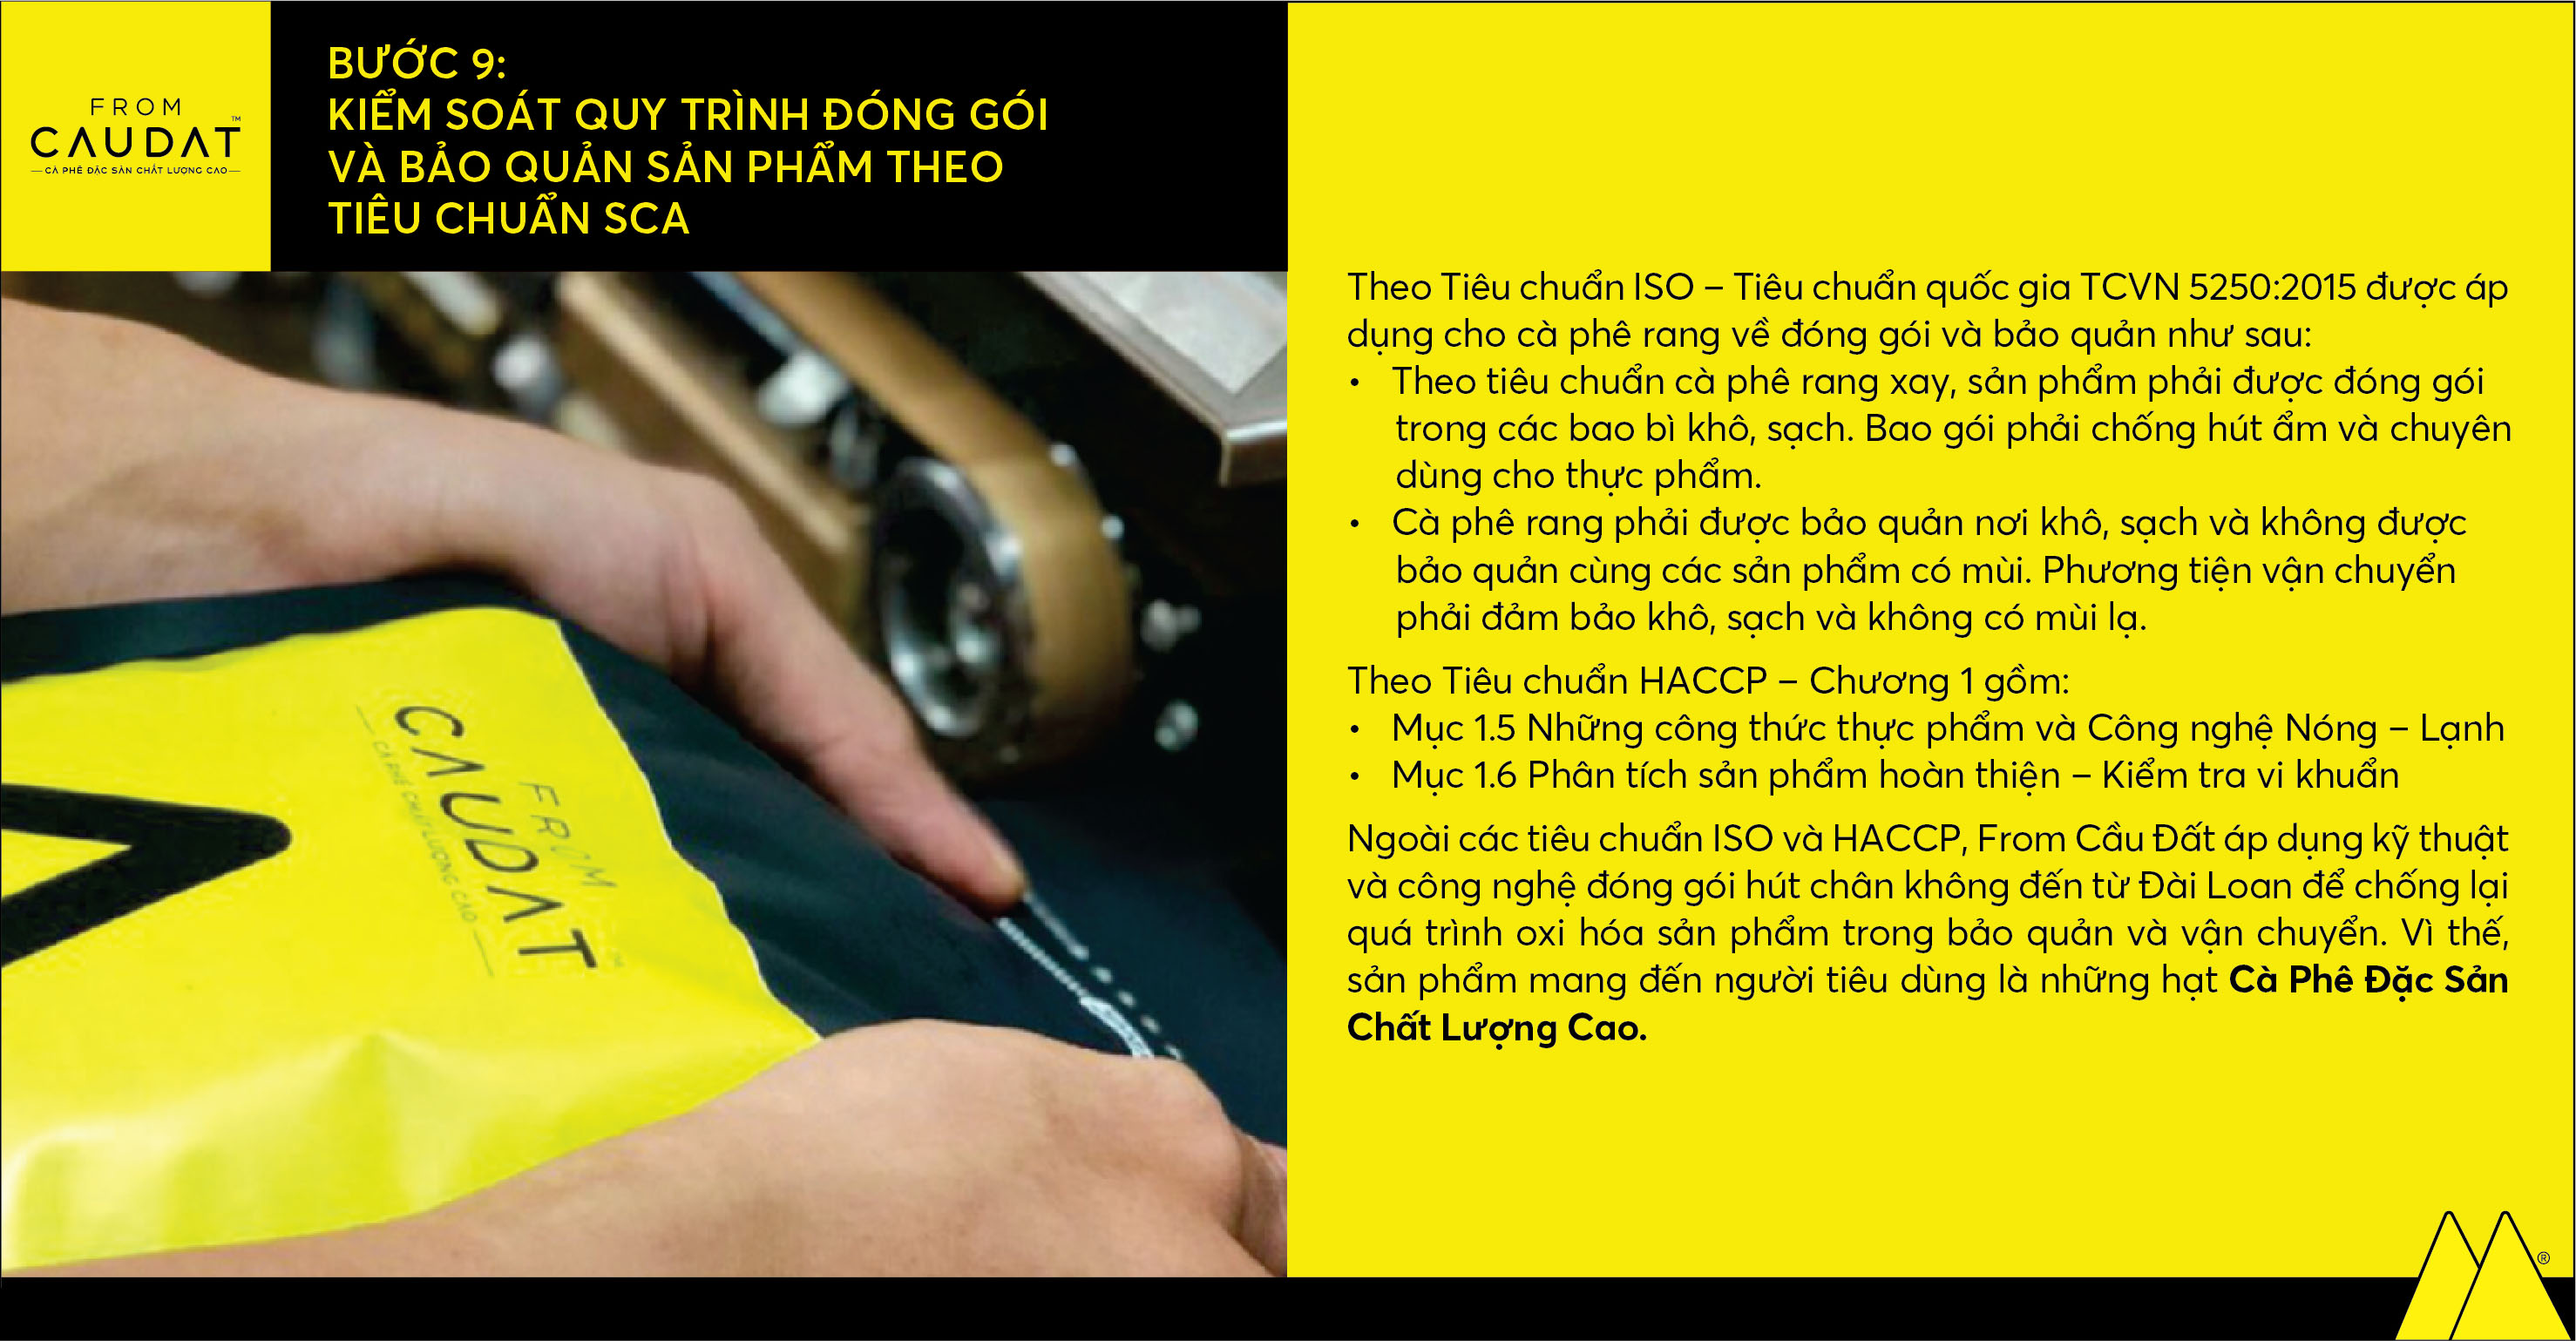 FROM
CAUDAT™
CÀ PHÊ ĐẶC SẢN CHẤT LƯỢNG CAO
BƯỚC 9:
KIỂM SOÁT QUY TRÌNH ĐÓNG GÓI
VÀ BẢO QUẢN SẢN PHẨM THEO
TIÊU CHUẨN SCA
FROM
CAUDAT™
CÀ PHÊ CHẤT LƯỢNG CAO
Theo Tiêu chuẩn ISO – Tiêu chuẩn quốc gia TCVN 5250:2015 được áp
dụng cho cà phê rang về đóng gói và bảo quản như sau:
• Theo tiêu chuẩn cà phê rang xay, sản phẩm phải được đóng gói
trong các bao bì khô, sạch. Bao gói phải chống hút ẩm và chuyên
dùng cho thực phẩm.
• Cà phê rang phải được bảo quản nơi khô, sạch và không được
bảo quản cùng các sản phẩm có mùi. Phương tiện vận chuyển
phải đảm bảo khô, sạch và không có mùi lạ.
Theo Tiêu chuẩn HACCP – Chương 1 gồm:
• Mục 1.5 Những công thức thực phẩm và Công nghệ Nóng – Lạnh
• Mục 1.6 Phân tích sản phẩm hoàn thiện – Kiểm tra vi khuẩn
Ngoài các tiêu chuẩn ISO và HACCP, From Cầu Đất áp dụng kỹ thuật
và công nghệ đóng gói hút chân không đến từ Đài Loan để chống lại
quá trình oxi hóa sản phẩm trong bảo quản và vận chuyển. Vì thế,
sản phẩm mang đến người tiêu dùng là những hạt Cà Phê Đặc Sản
Chất Lượng Cao.
®